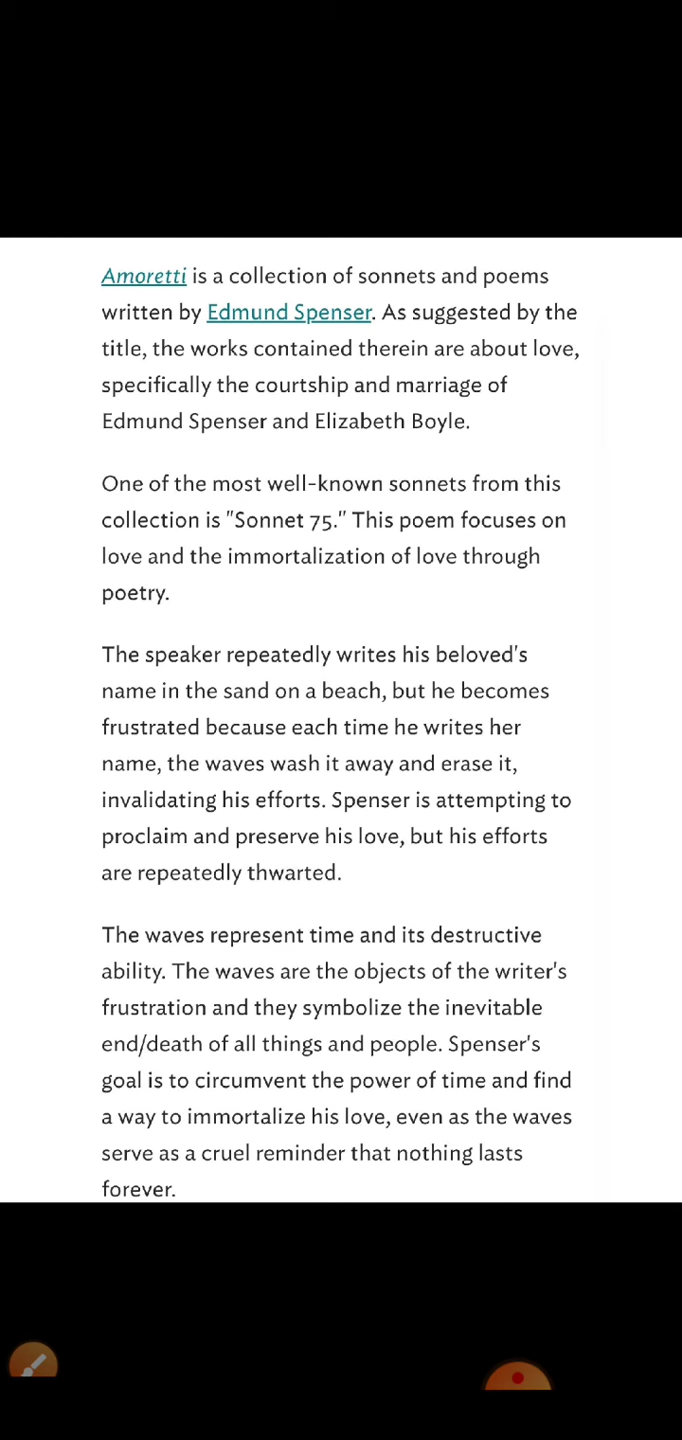 Amoretti is a collection of sonnets and poems
written by Edmund Spenser. As suggested by the
title, the works contained therein are about love,
specifically the courtship and marriage of
Edmund Spenser and Elizabeth Boyle.
One of the most well-known sonnets from this
collection is "Sonnet 75." This poem focuses on
love and the immortalization of love through
poetry.
The speaker repeatedly writes his beloved's
name in the sand on a beach, but he becomes
frustrated because each time he writes her
name, the waves wash it away and erase it,
invalidating his efforts. Spenser is attempting to
proclaim and preserve his love, but his efforts
are repeatedly thwarted.
The waves represent time and its destructive
ability. The waves are the objects of the writer's
frustration and they symbolize the inevitable
end/death of all things and people. Spenser's
goal is to circumvent the power of time and find
a way to immortalize his love, even as the waves
serve as a cruel reminder that nothing lasts
forever.